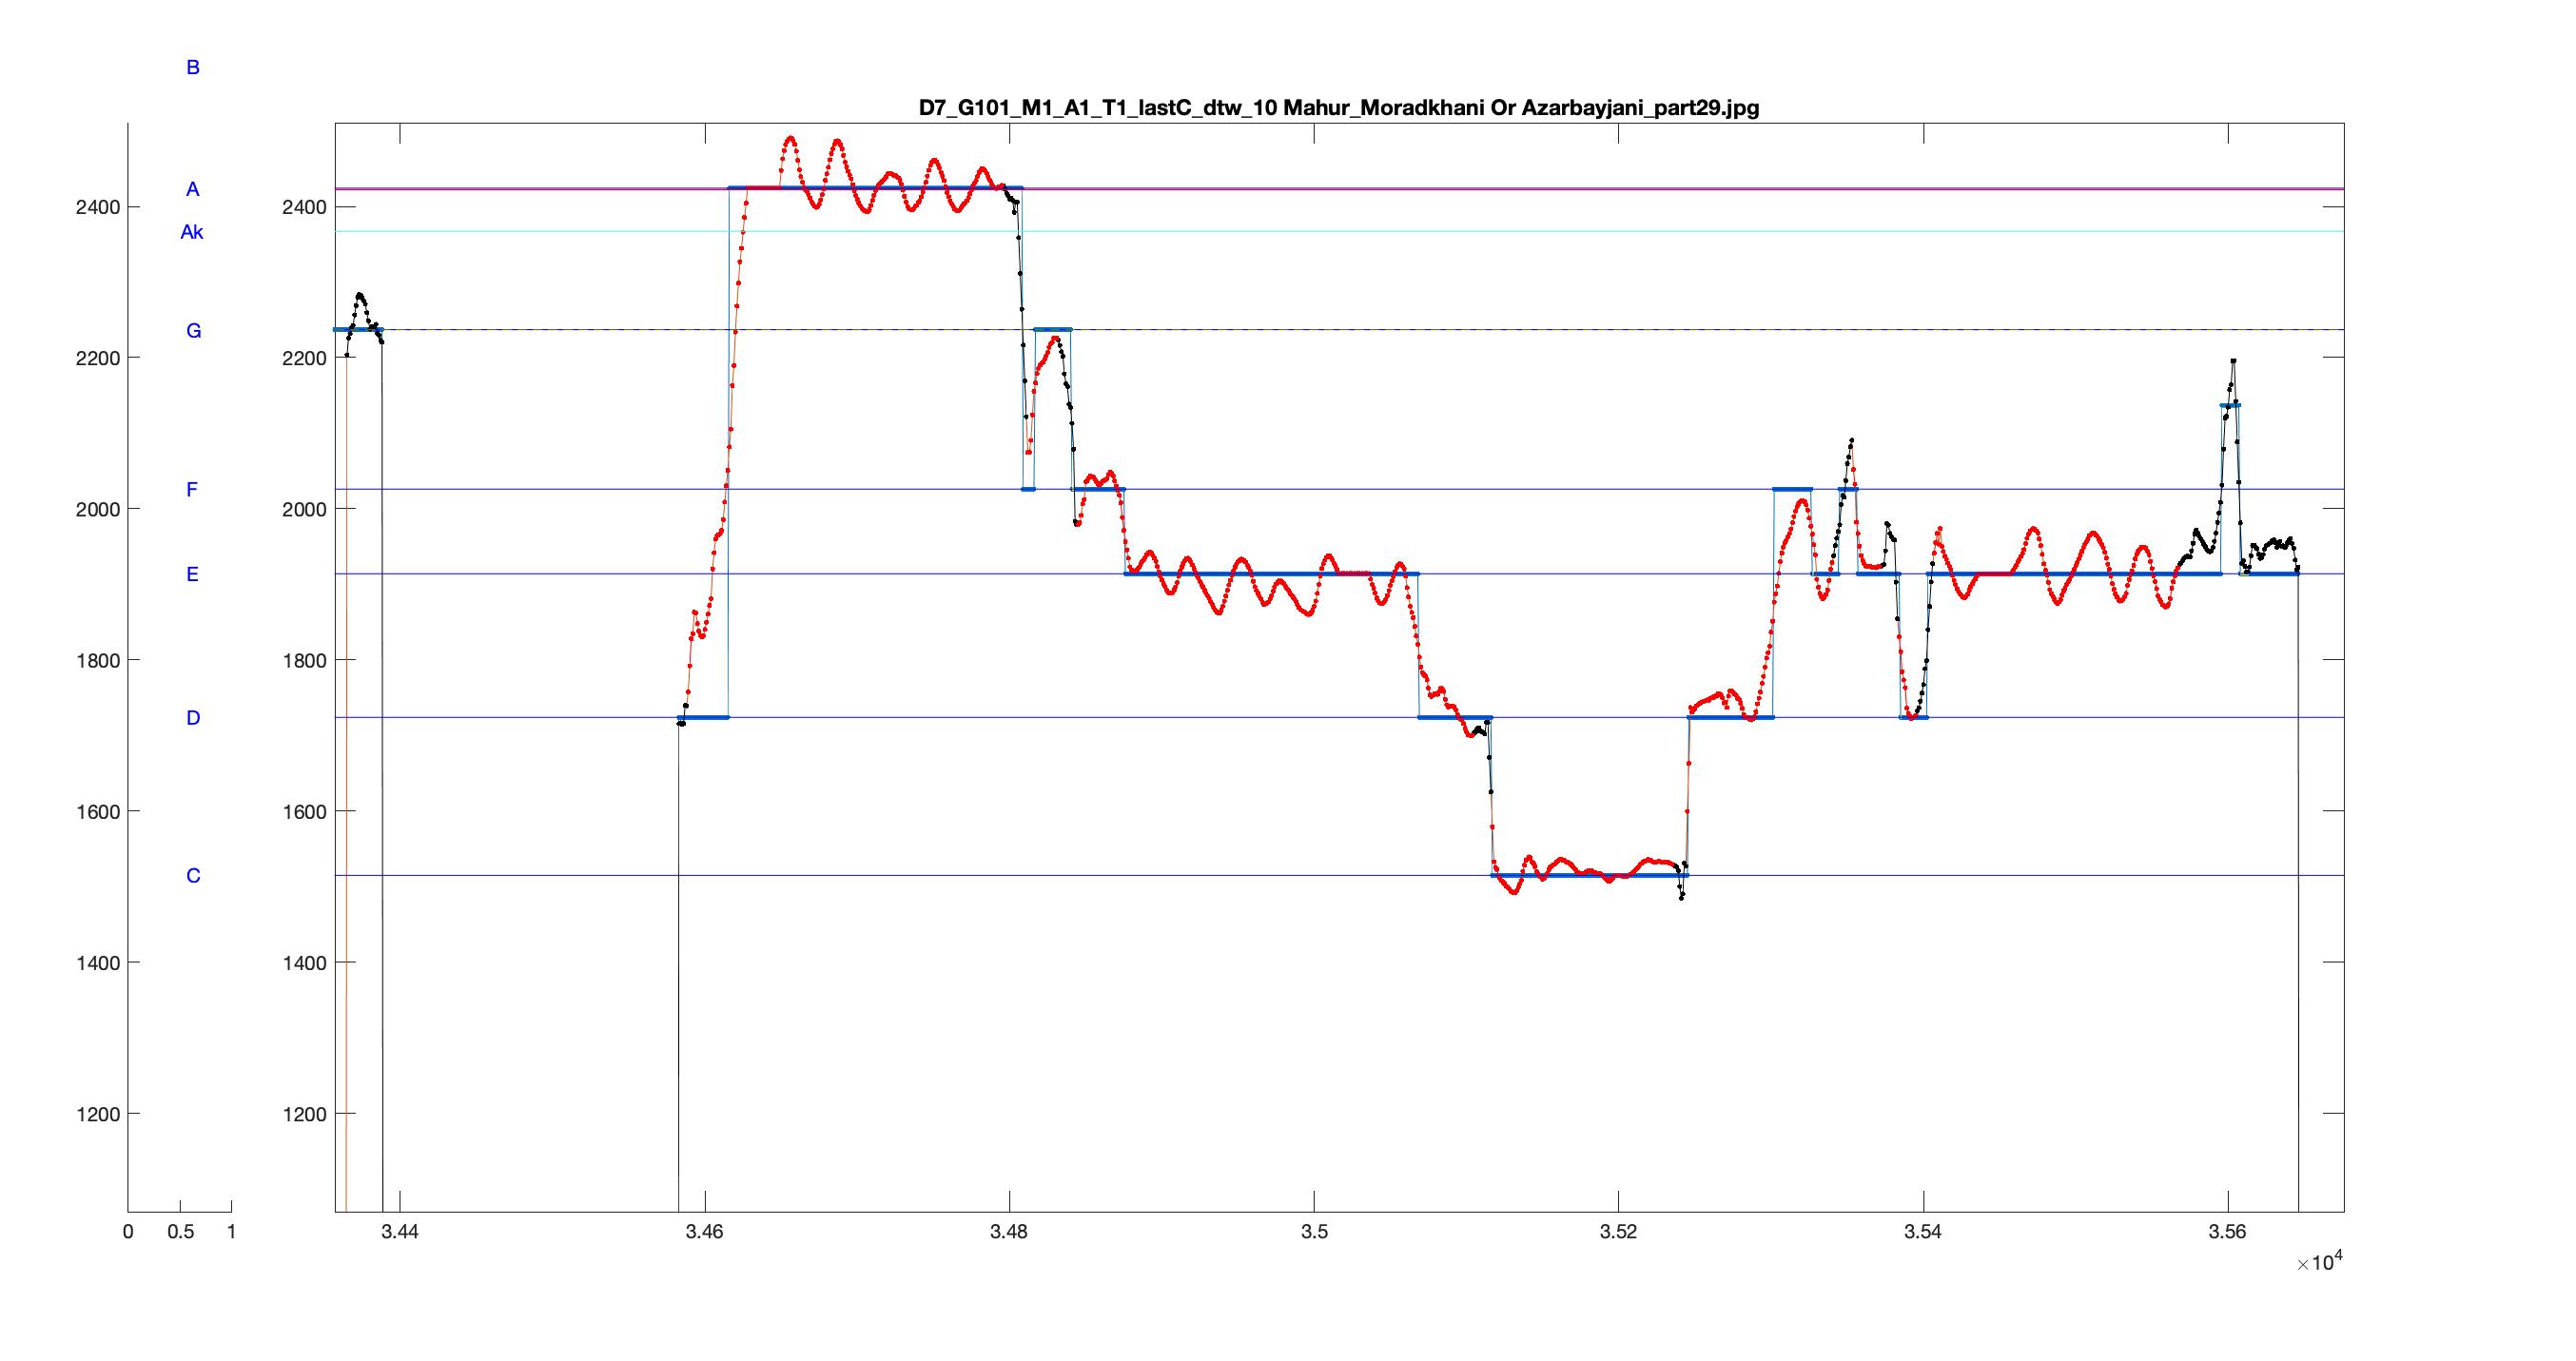 B
D7_G101_M1_A1_T1_lastC_dtw_10 Mahur_Moradkhani Or Azarbayjani_part29.jpg
A
2400 2400
Ak
G
2200 2200
F
2000 2000
E
1800 1800
D
1600 1600
C
1400 1400
1200 1200
0 0.5 1 3.44 3.46 3.48 3.5 3.52 3.54 3.56
×10⁴